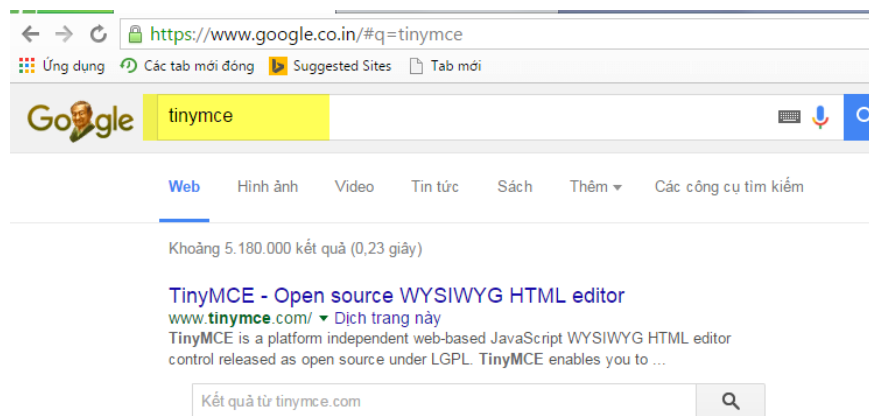 https://www.google.co.in/#q=tinymce
Ứng dụng Các tab mới đóng Suggested Sites Tab mới
Google tinymce
Web Hình ảnh Video Tin tức Sách Thêm Các công cụ tìm kiếm
Khoảng 5.180.000 kết quả (0,23 giây)
TinyMCE - Open source WYSIWYG HTML editor
www.tinymce.com/ Dịch trang này
TinyMCE is a platform independent web-based JavaScript WYSIWYG HTML editor
control released as open source under LGPL. TinyMCE enables you to ...
Kết quả từ tinymce.com